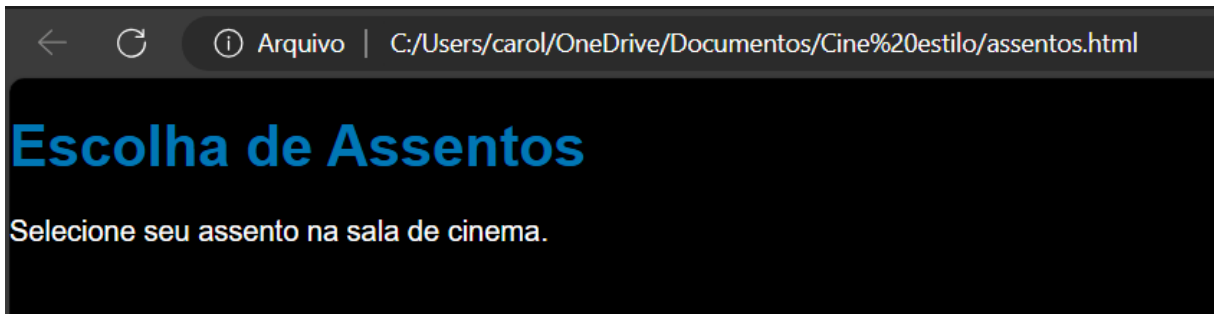 Arquivo | C:/Users/carol/OneDrive/Documentos/Cine%20estilo/assentos.html
Escolha de Assentos
Selecione seu assento na sala de cinema.